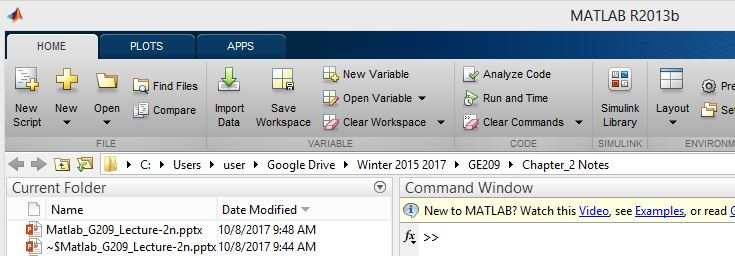 MATLAB R2013b
HOME PLOTS APPS
New Script
New
Open
Find Files
Compare
Import Data
Save Workspace
New Variable
Open Variable
Clear Workspace
Analyze Code
Run and Time
Clear Commands
Simulink Library
Layout
Pre
Set
FILE VARIABLE CODE SIMULINK ENVIRONM
C: Users user Google Drive Winter 2015 2017 GE209 Chapter_2 Notes
Current Folder
Name Date Modified
Matlab_G209_Lecture-2n.pptx 10/8/2017 9:48 AM
~$Matlab_G209_Lecture-2n.pptx 10/8/2017 9:44 AM
Command Window
New to MATLAB? Watch this Video, see Examples, or read G
fx >>